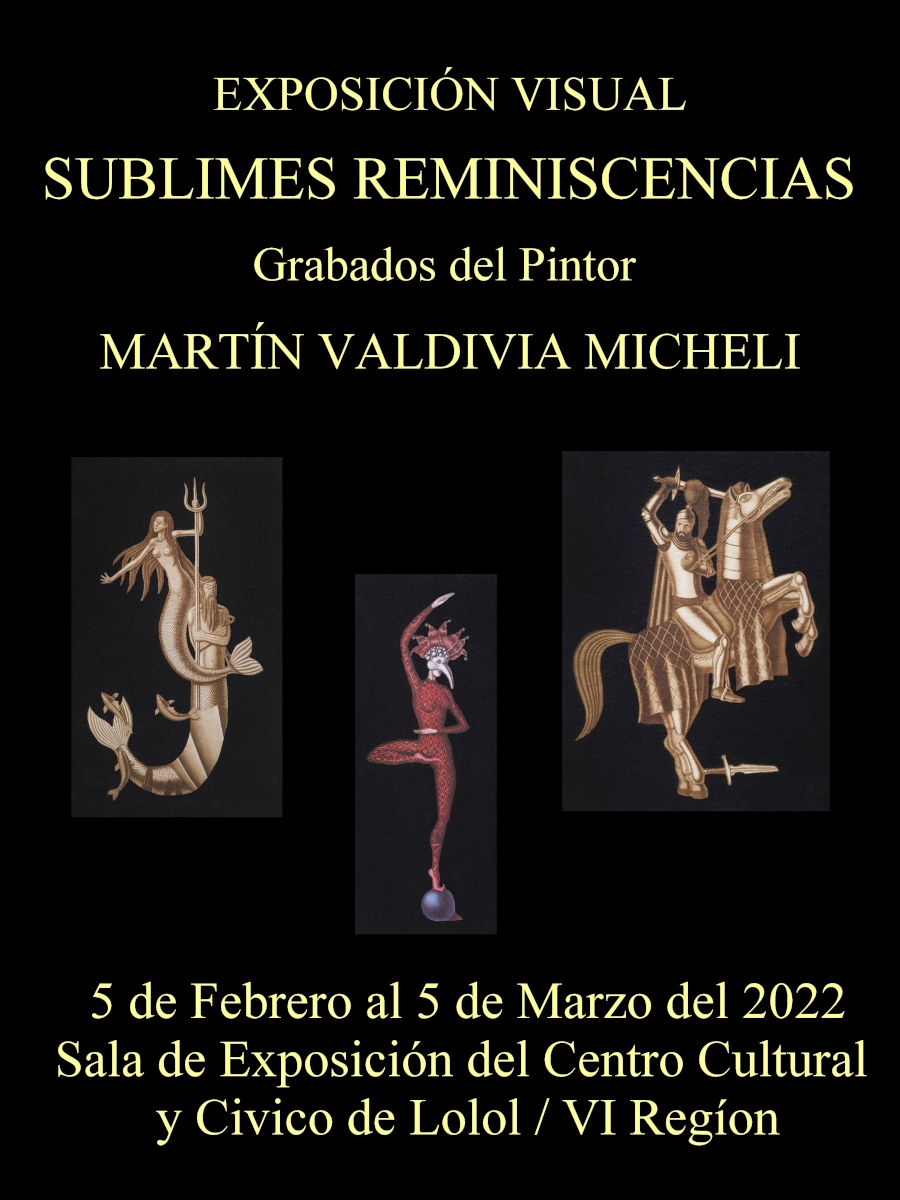 EXPOSICIÓN VISUAL
SUBLIMES REMINISCENCIAS
Grabados del Pintor
MARTÍN VALDIVIA MICHELI
5 de Febrero al 5 de Marzo del 2022
Sala de Exposición del Centro Cultural
y Civico de Lolol / VI Regíon